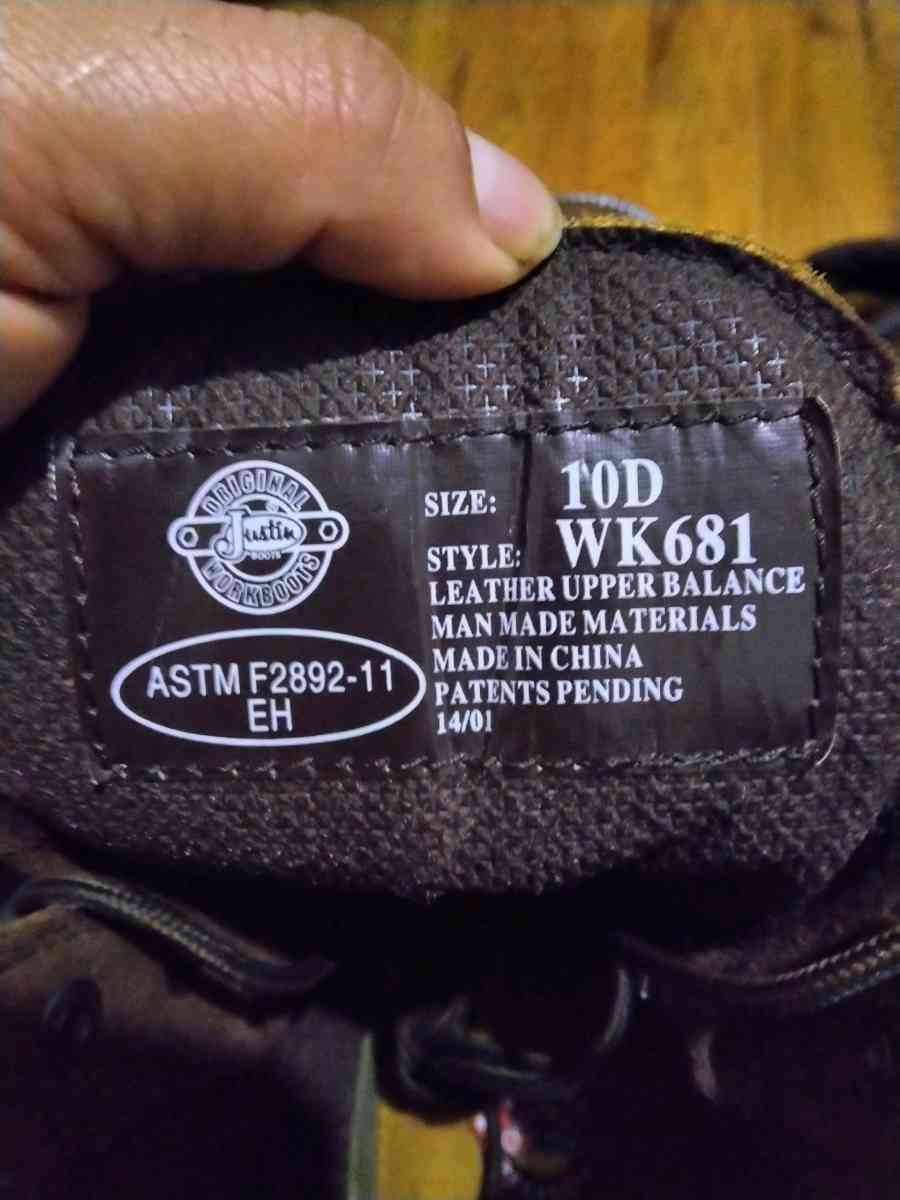 ORIGINAL
Justin
BOOTS
WORKBOOTS
ASTM F2892-11
EH
SIZE: 10D
STYLE: WK681
LEATHER UPPER BALANCE
MAN MADE MATERIALS
MADE IN CHINA
PATENTS PENDING
14/01